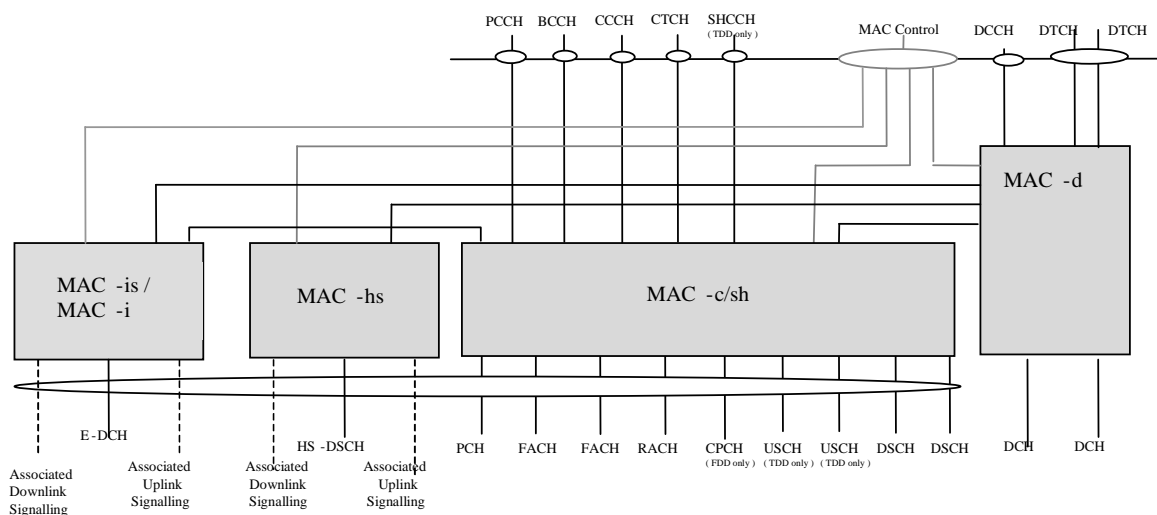 PCCH BCCH CCCH CTCH SHCCH MAC Control DCCH DTCH DTCH
( TDD only )
MAC -d
MAC -is /
MAC -i
MAC -hs
MAC -c/sh
E-DCH
HS-DSCH
PCH FACH FACH RACH CPCH USCH USCH DSCH DSCH DCH DCH
( FDD only ) ( TDD only ) ( TDD only )
Associated
Downlink
Signalling
Associated
Uplink
Signalling
Associated
Downlink
Signalling
Associated
Uplink
Signalling